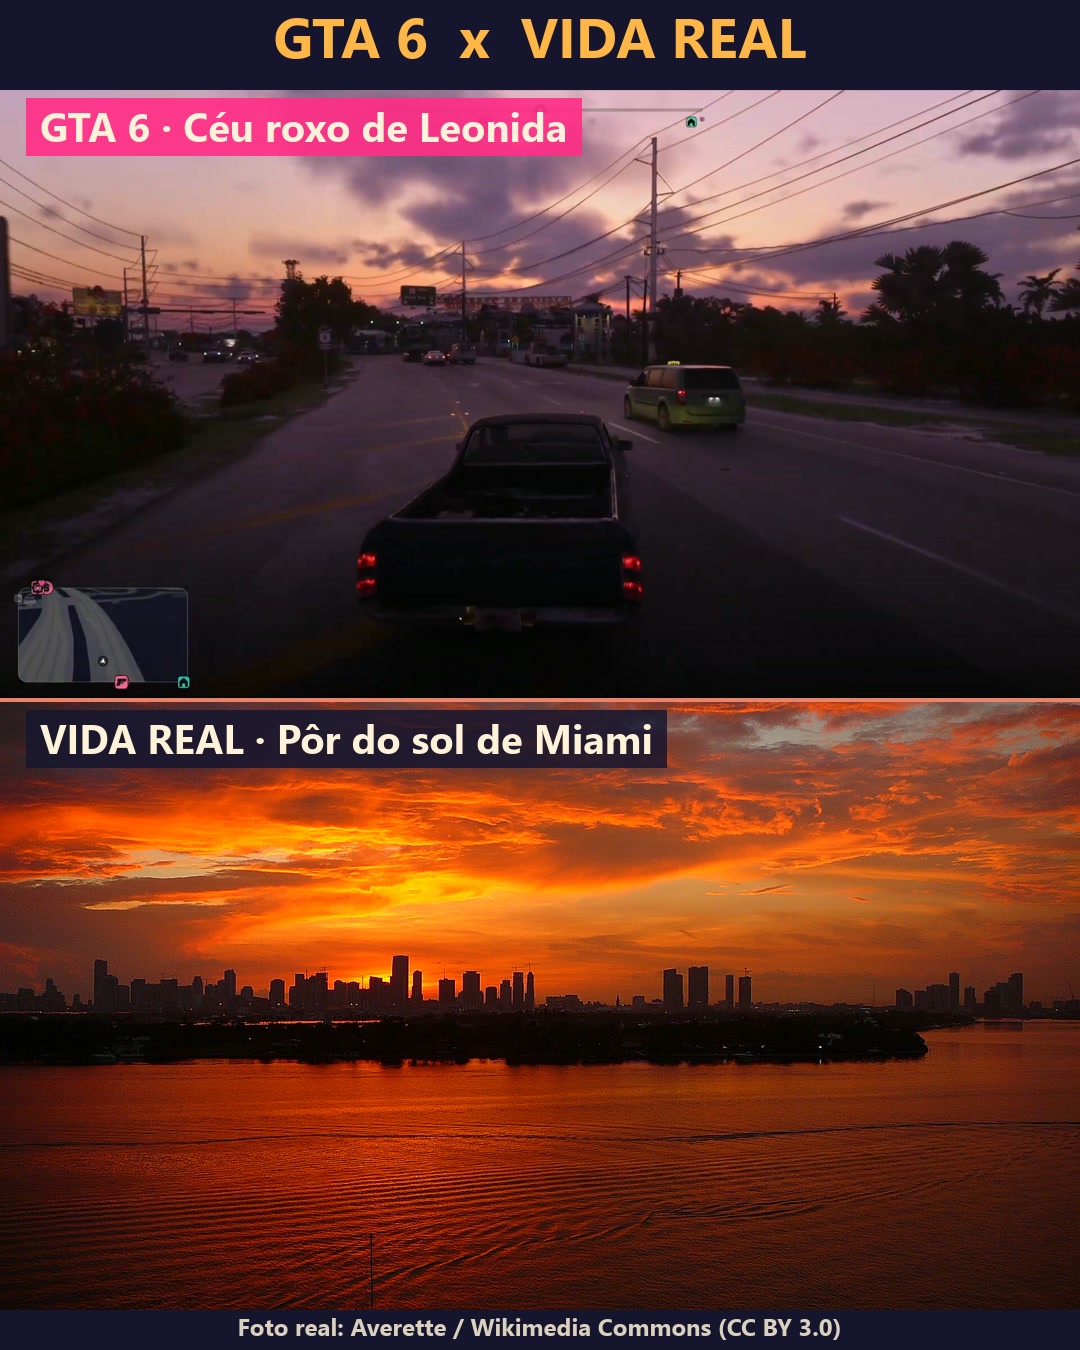 GTA 6 x VIDA REAL
GTA 6 · Céu roxo de Leonida
VIDA REAL · Pôr do sol de Miami
Foto real: Averette / Wikimedia Commons (CC BY 3.0)